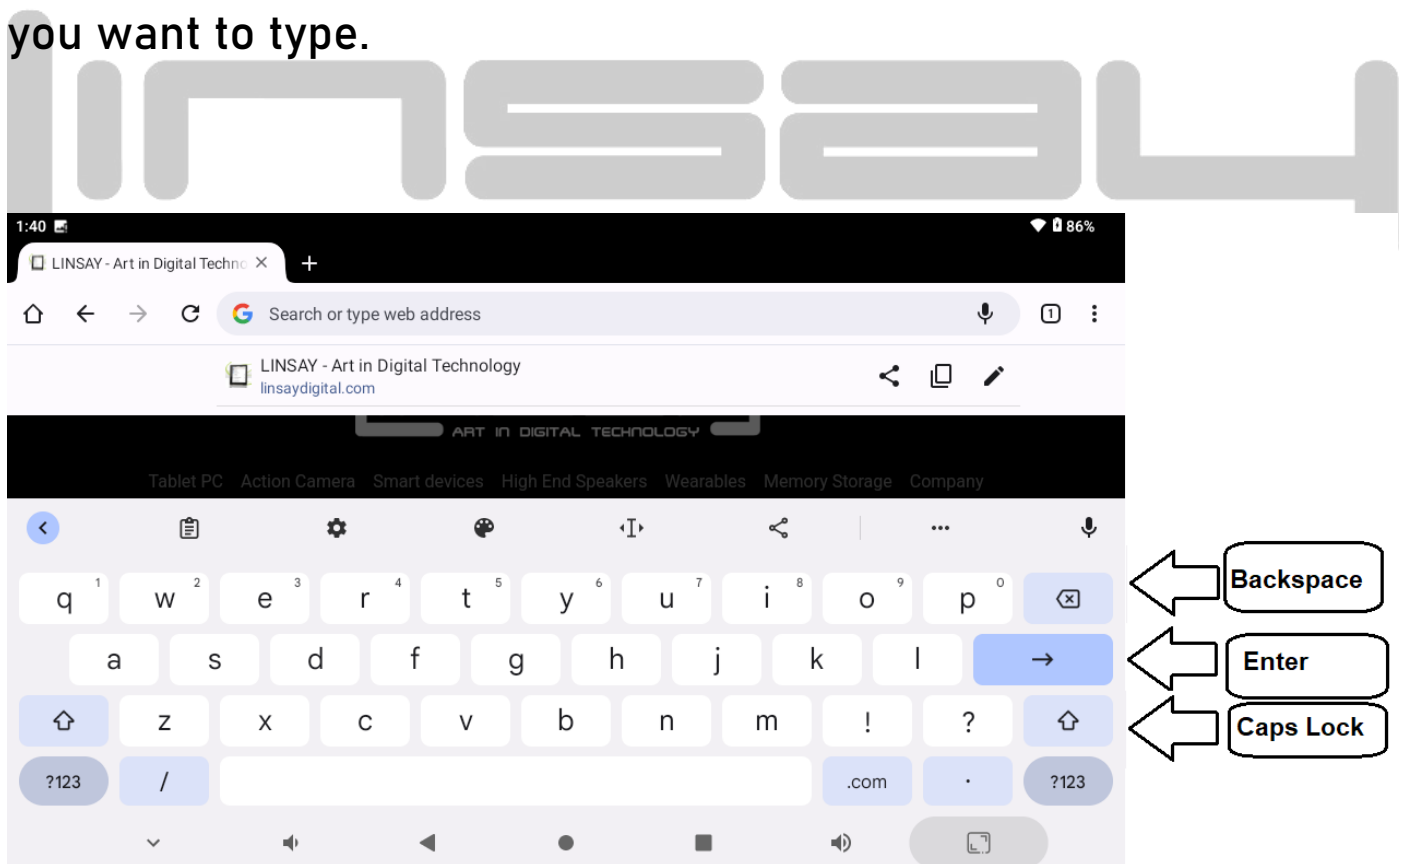 you want to type.
linsay
1:40 86%
LINSAY - Art in Digital Techno
Search or type web address 1
LINSAY - Art in Digital Technology
linsaydigital.com
ART IN DIGITAL TECHNOLOGY
Tablet PC Action Camera Smart devices High End Speakers Wearables Memory Storage Company
q 1 w 2 e 3 r 4 t 5 y 6 u 7 i 8 o 9 p 0 Backspace
a s d f g h j k l Enter
z x c v b n m ! ? Caps Lock
?123 / .com . ?123